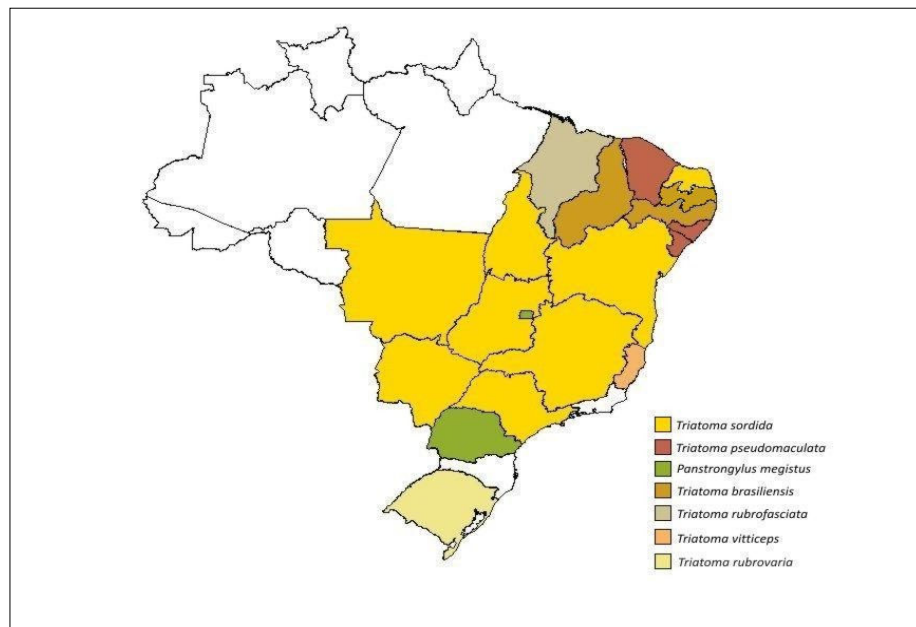 Triatoma sordida
Triatoma pseudomaculata
Panstrongylus megistus
Triatoma brasiliensis
Triatoma rubrofasciata
Triatoma vitticeps
Triatoma rubrovaria